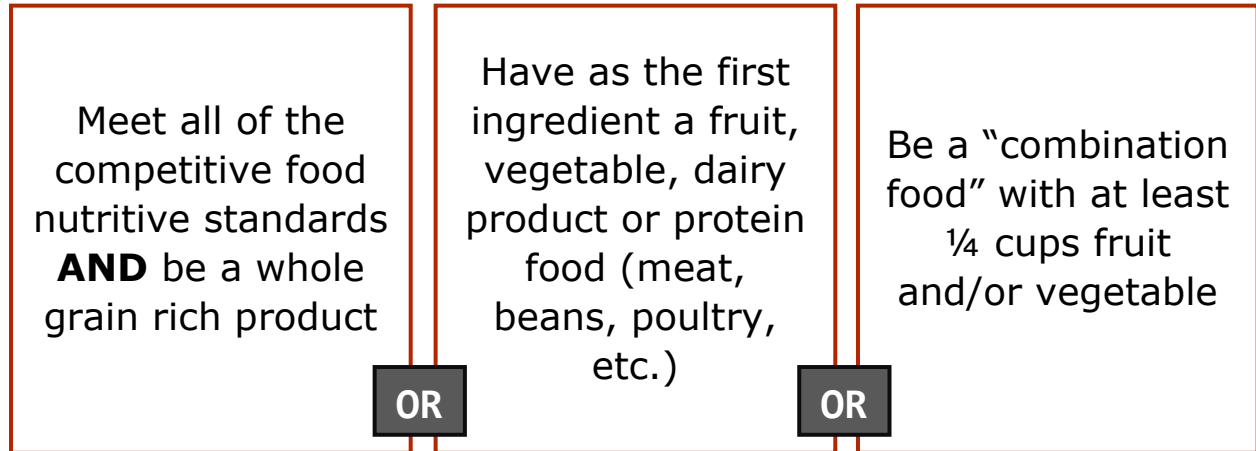 Meet all of the
competitive food
nutritive standards
AND be a whole
grain rich product
OR
Have as the first
ingredient a fruit,
vegetable, dairy
product or protein
food (meat,
beans, poultry,
etc.)
OR
Be a “combination
food” with at least
¼ cups fruit
and/or vegetable